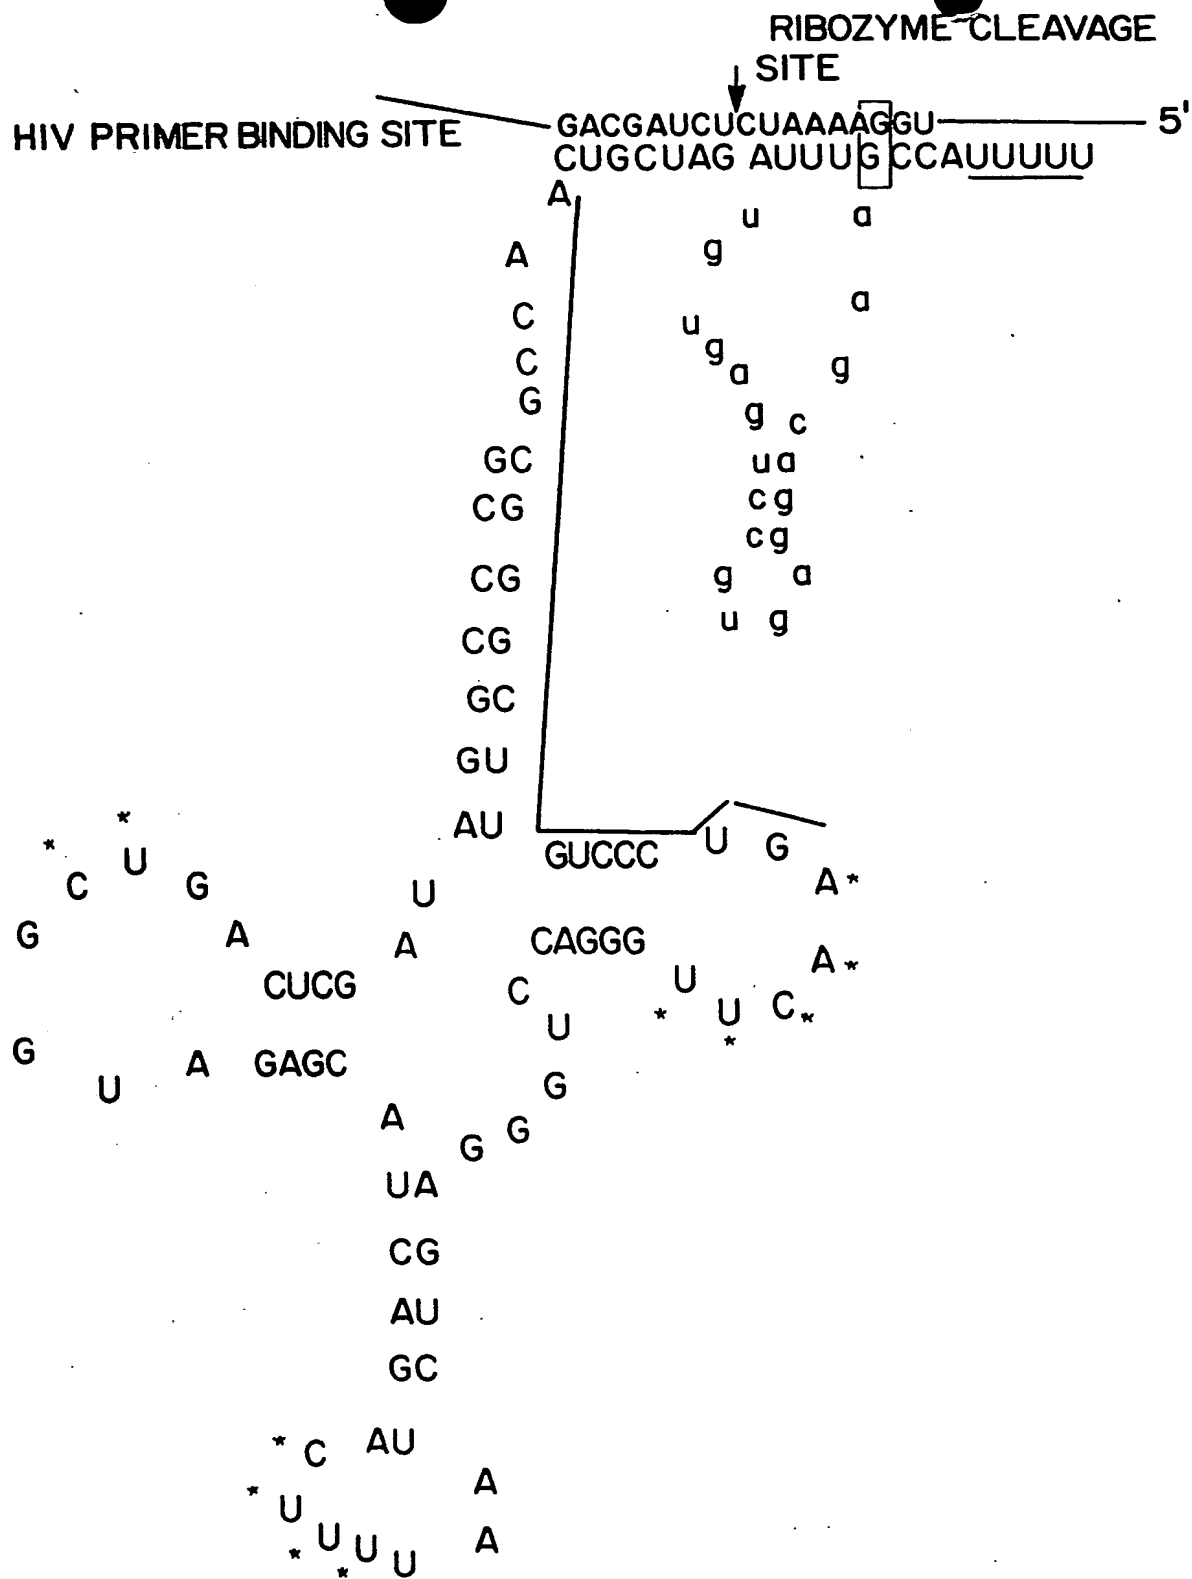 RIBOZYME CLEAVAGE
SITE
HIV PRIMER BINDING SITE
GACGAUCUCUAAAAGGU 5'
CUGCUAG AUUUGCCAUUUUU
A
u a
g
A
a
C u
g
C a g
G g c
GC ua
CG cg
cg
CG g a
u g
CG
GC
GU
AU
* GUCCC U G
* U A*
C G U
G A A CAGGG A*
CUCG C U C*
* U
U *
G A GAGC
U G
A G G
UA
CG
AU
GC
* C AU
A
* U
U U U A
* *